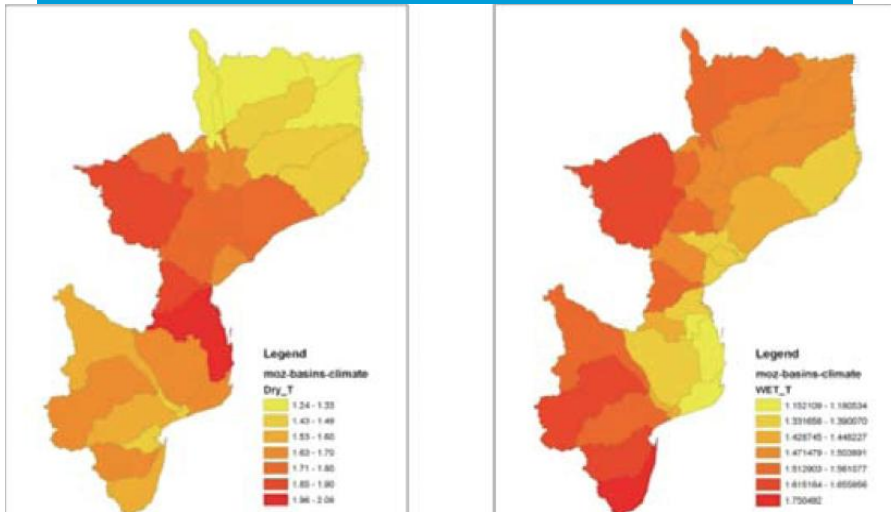 Legend
moz-basins-climate
Dry_T
1.24 - 1.33
1.43 - 1.49
1.53 - 1.60
1.63 - 1.70
1.71 - 1.80
1.85 - 1.90
1.96 - 2.09
Legend
moz-basins-climate
WET_T
1.152109 - 1.180534
1.331656 - 1.390070
1.428745 - 1.448227
1.471479 - 1.503891
1.512903 - 1.561077
1.615164 - 1.655956
1.750492